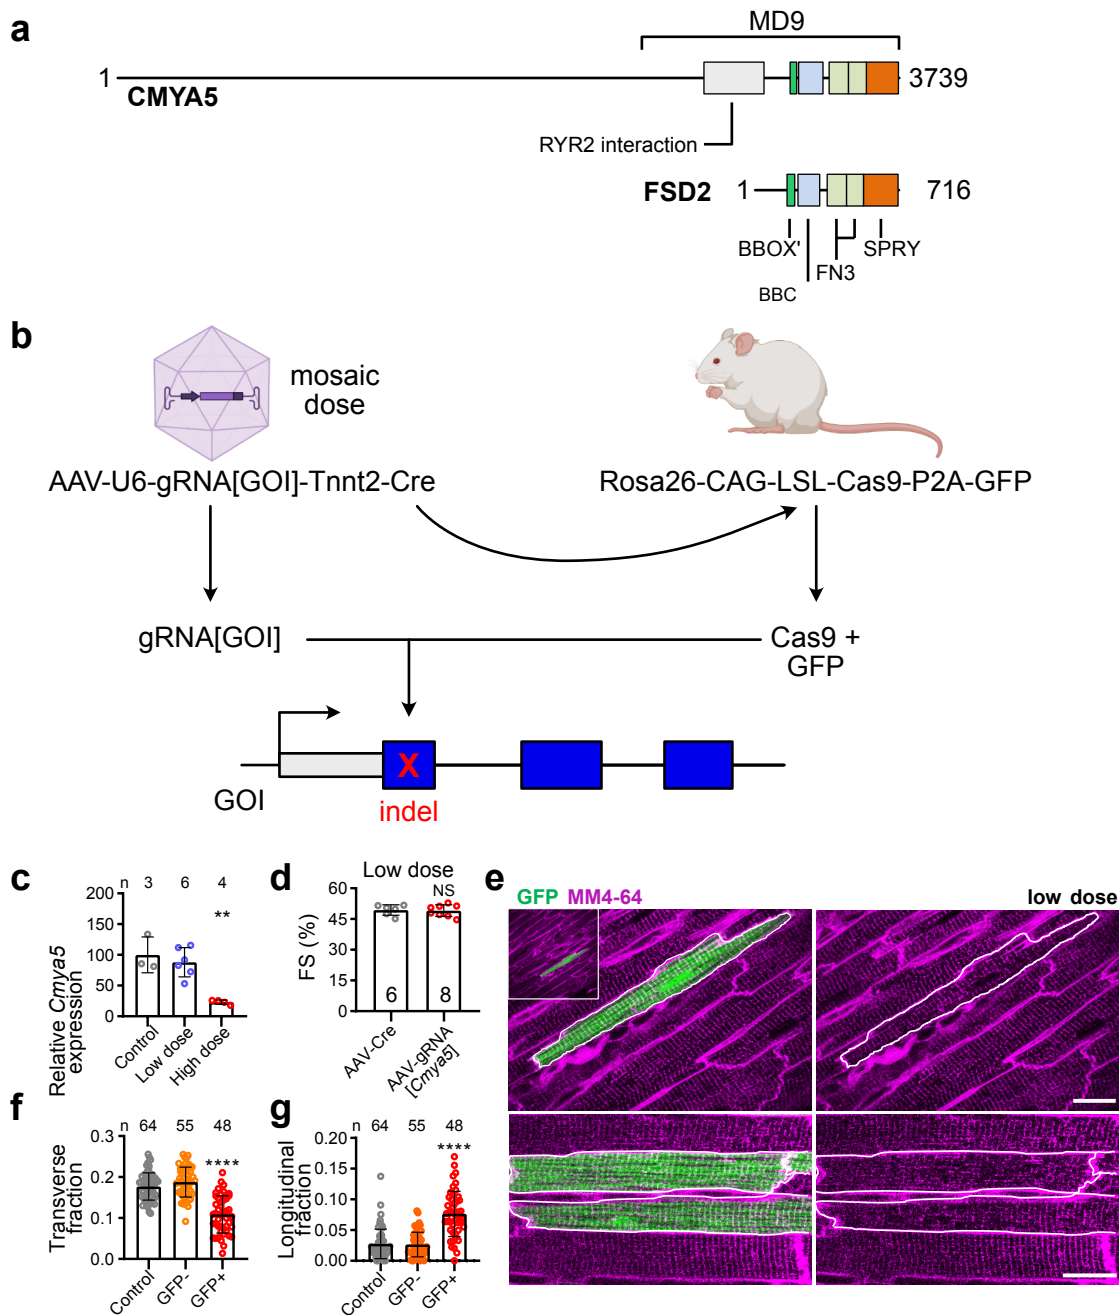 a
MD9
1
3739
CMYA5
RYR2 interaction
FSD2
1
716
BBOX'
SPRY
FN3
BBC
b
mosaic
dose
AAV-U6-gRNA[GOI]-Tnnt2-Cre
Rosa26-CAG-LSL-Cas9-P2A-GFP
gRNA[GOI]
Cas9 +
GFP
X
GOI
indel
c
n 3 6 4
**
Relative Cmya5
expression
200
150
100
50
0
Control
Low dose
High dose
d
Low dose
NS
FS (%)
60
45
30
15
0
6
8
AAV-Cre
AAV-gRNA
[Cmya5]
e
GFP MM4-64
low dose
f
n 64 55 48
****
Transverse
fraction
0.3
0.2
0.1
0.0
Control
GFP-
GFP+
g
n 64 55 48
****
Longitudinal
fraction
0.20
0.15
0.10
0.05
0.00
Control
GFP-
GFP+